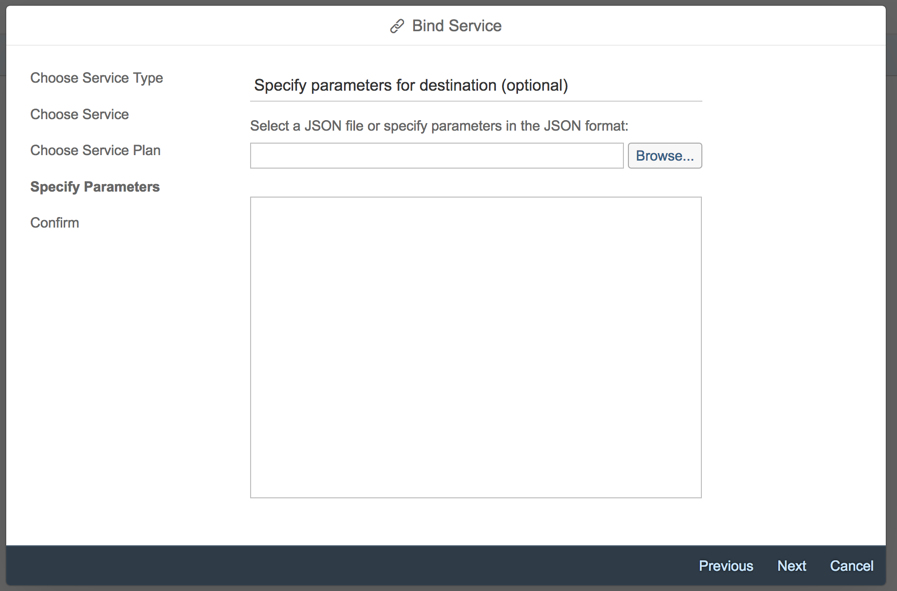 Bind Service
Choose Service Type
Choose Service
Choose Service Plan
Specify Parameters
Confirm
Specify parameters for destination (optional)
Select a JSON file or specify parameters in the JSON format:
Browse...
Previous Next Cancel